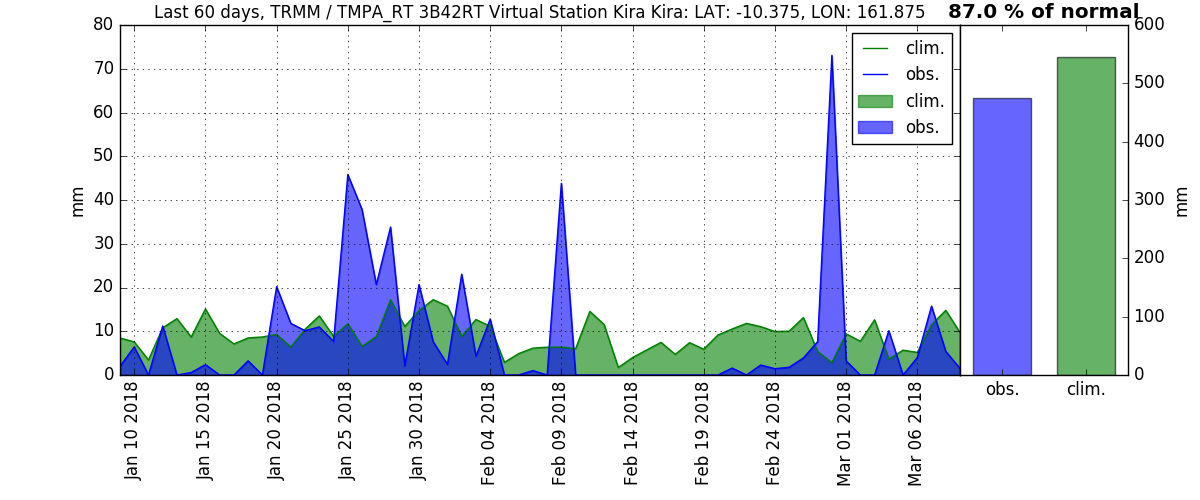 Last 60 days, TRMM / TMPA_RT 3B42RT Virtual Station Kira Kira: LAT: -10.375, LON: 161.875
87.0 % of normal
80
70
60
50
40
30
20
10
0
mm
clim.
obs.
clim.
obs.
600
500
400
300
200
100
0
mm
Jan 10 2018
Jan 15 2018
Jan 20 2018
Jan 25 2018
Jan 30 2018
Feb 04 2018
Feb 09 2018
Feb 14 2018
Feb 19 2018
Feb 24 2018
Mar 01 2018
Mar 06 2018
obs.
clim.